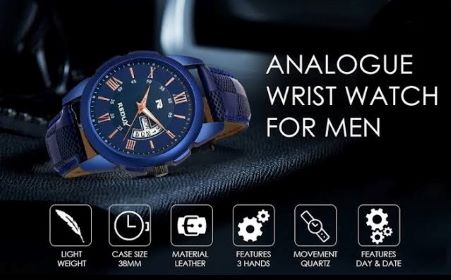 ANALOGUE
WRIST WATCH
FOR MEN
REDUX
LIGHT
WEIGHT
CASE SIZE
38MM
MATERIAL
LEATHER
FEATURES
3 HANDS
MOVEMENT
QUARTZ
FEATURES
DAY & DATE